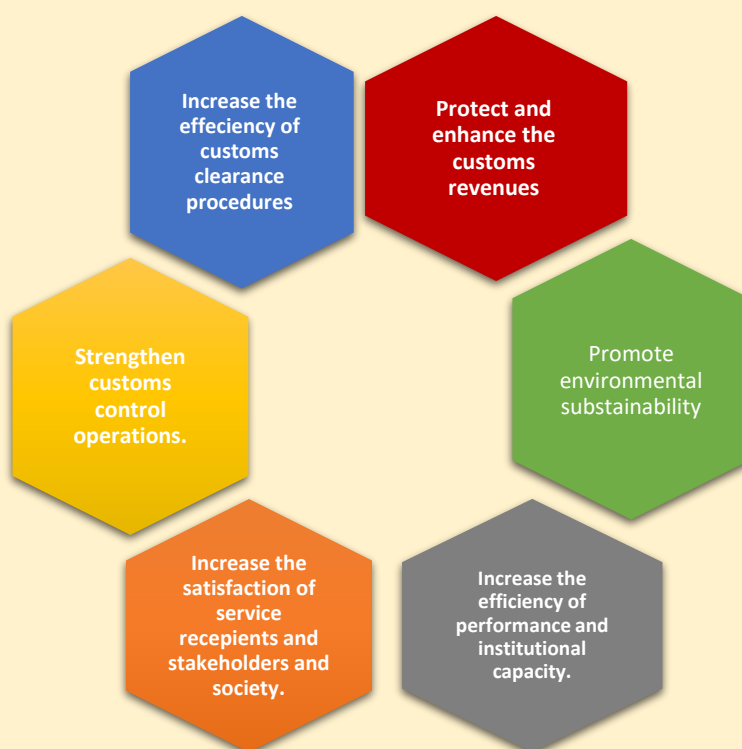 Increase the
effeciency of
customs
clearance
procedures
Protect and
enhance the
customs
revenues
Strengthen
customs
control
operations.
Promote
environmental
substainability
Increase the
satisfaction of
service
recepients and
stakeholders and
society.
Increase the
efficiency of
performance and
institutional
capacity.